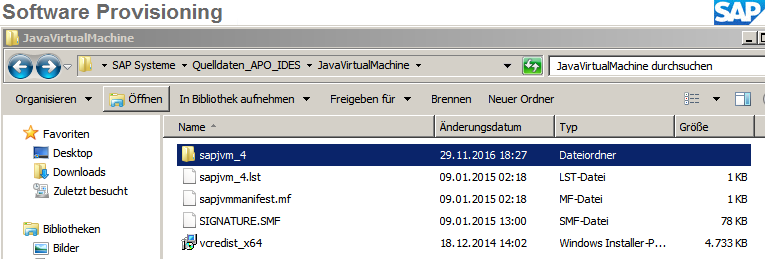 Software Provisioning
SAP
JavaVirtualMachine
SAP Systeme ▸ Quelldaten_APO_IDES ▸ JavaVirtualMachine
JavaVirtualMachine durchsuchen
Organisieren Öffnen In Bibliothek aufnehmen Freigeben für Brennen Neuer Ordner
Favoriten
Desktop
Downloads
Zuletzt besucht
Bibliotheken
Bilder
Name Änderungsdatum Typ Größe
sapjvm_4 29.11.2016 18:27 Dateiordner
sapjvm_4.lst 09.01.2015 02:18 LST-Datei 1 KB
sapjvmmanifest.mf 09.01.2015 02:18 MF-Datei 1 KB
SIGNATURE.SMF 09.01.2015 13:00 SMF-Datei 78 KB
vcredist_x64 18.12.2014 14:02 Windows Installer-P... 4.733 KB